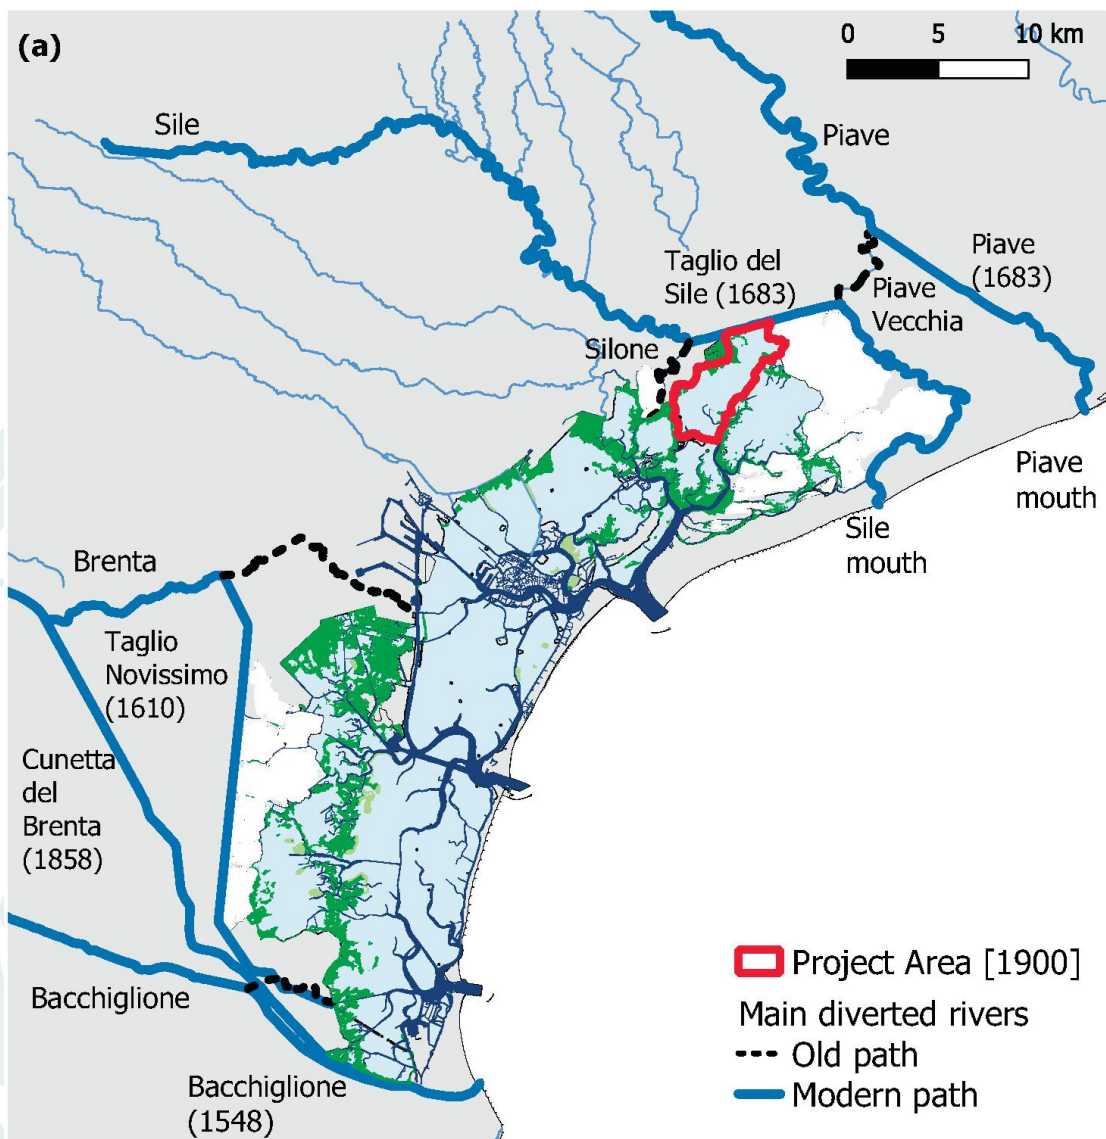 (a)
0 5 10 km
Sile
Piave
Taglio del
Sile (1683)
Piave
(1683)
Piave
Vecchia
Silone
Piave
mouth
Sile
mouth
Brenta
Taglio
Novissimo
(1610)
Cunetta
del
Brenta
(1858)
Bacchiglione
Bacchiglione
(1548)
Project Area [1900]
Main diverted rivers
Old path
Modern path